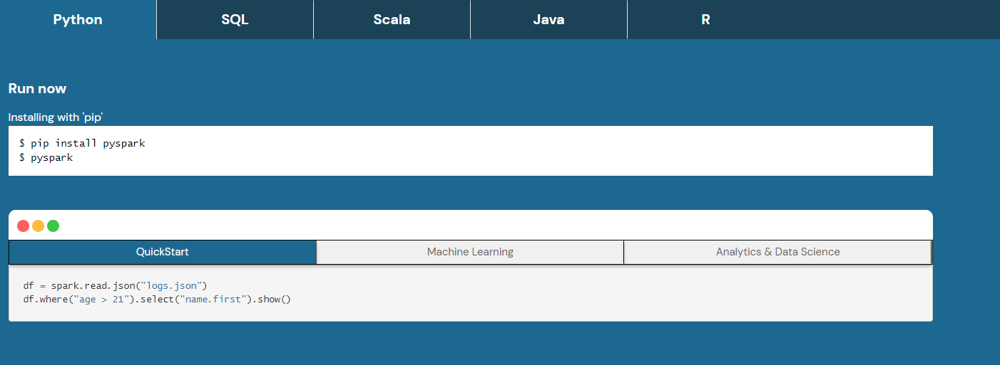 Python SQL Scala Java R
Run now
Installing with 'pip'
$ pip install pyspark
$ pyspark
QuickStart Machine Learning Analytics & Data Science
df = spark.read.json("logs.json")
df.where("age > 21").select("name.first").show()